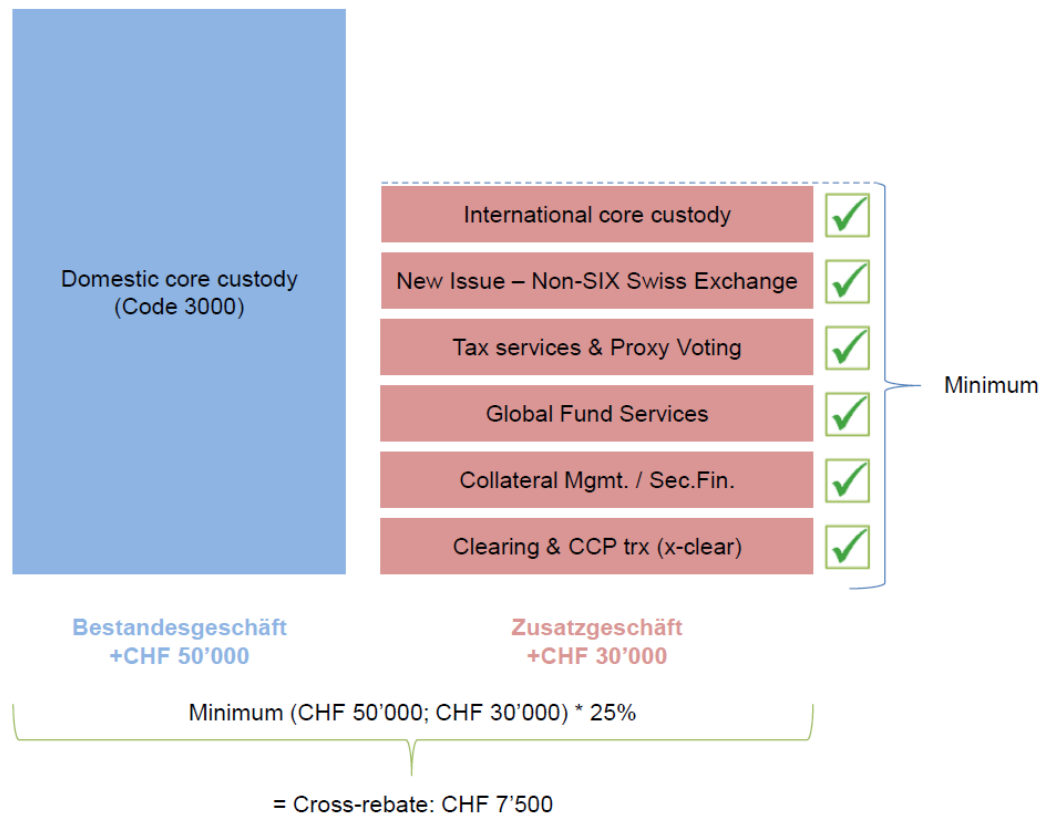 International core custody
New Issue – Non-SIX Swiss Exchange
Domestic core custody
(Code 3000)
Tax services & Proxy Voting
Minimum
Global Fund Services
Collateral Mgmt. / Sec.Fin.
Clearing & CCP trx (x-clear)
Bestandesgeschäft
+CHF 50’000
Zusatzgeschäft
+CHF 30’000
Minimum (CHF 50’000; CHF 30’000) * 25%
= Cross-rebate: CHF 7’500